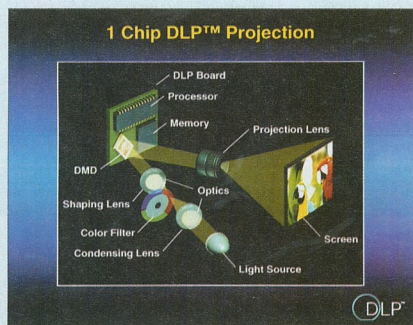 1 Chip DLP™ Projection
DLP Board
Processor
Memory
Projection Lens
DMD
Shaping Lens
Optics
Color Filter
Condensing Lens
Screen
Light Source
DLP™